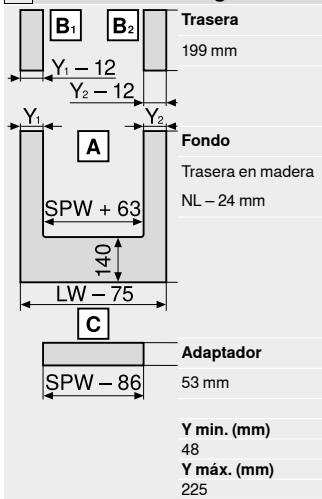 B₁ B₂ Trasera
199 mm
Y₁ – 12
Y₂ – 12
Y₁ Y₂
A Fondo
Trasera en madera
NL – 24 mm
SPW + 63
140
LW – 75
C
Adaptador
SPW – 86 53 mm
Y min. (mm)
48
Y máx. (mm)
225